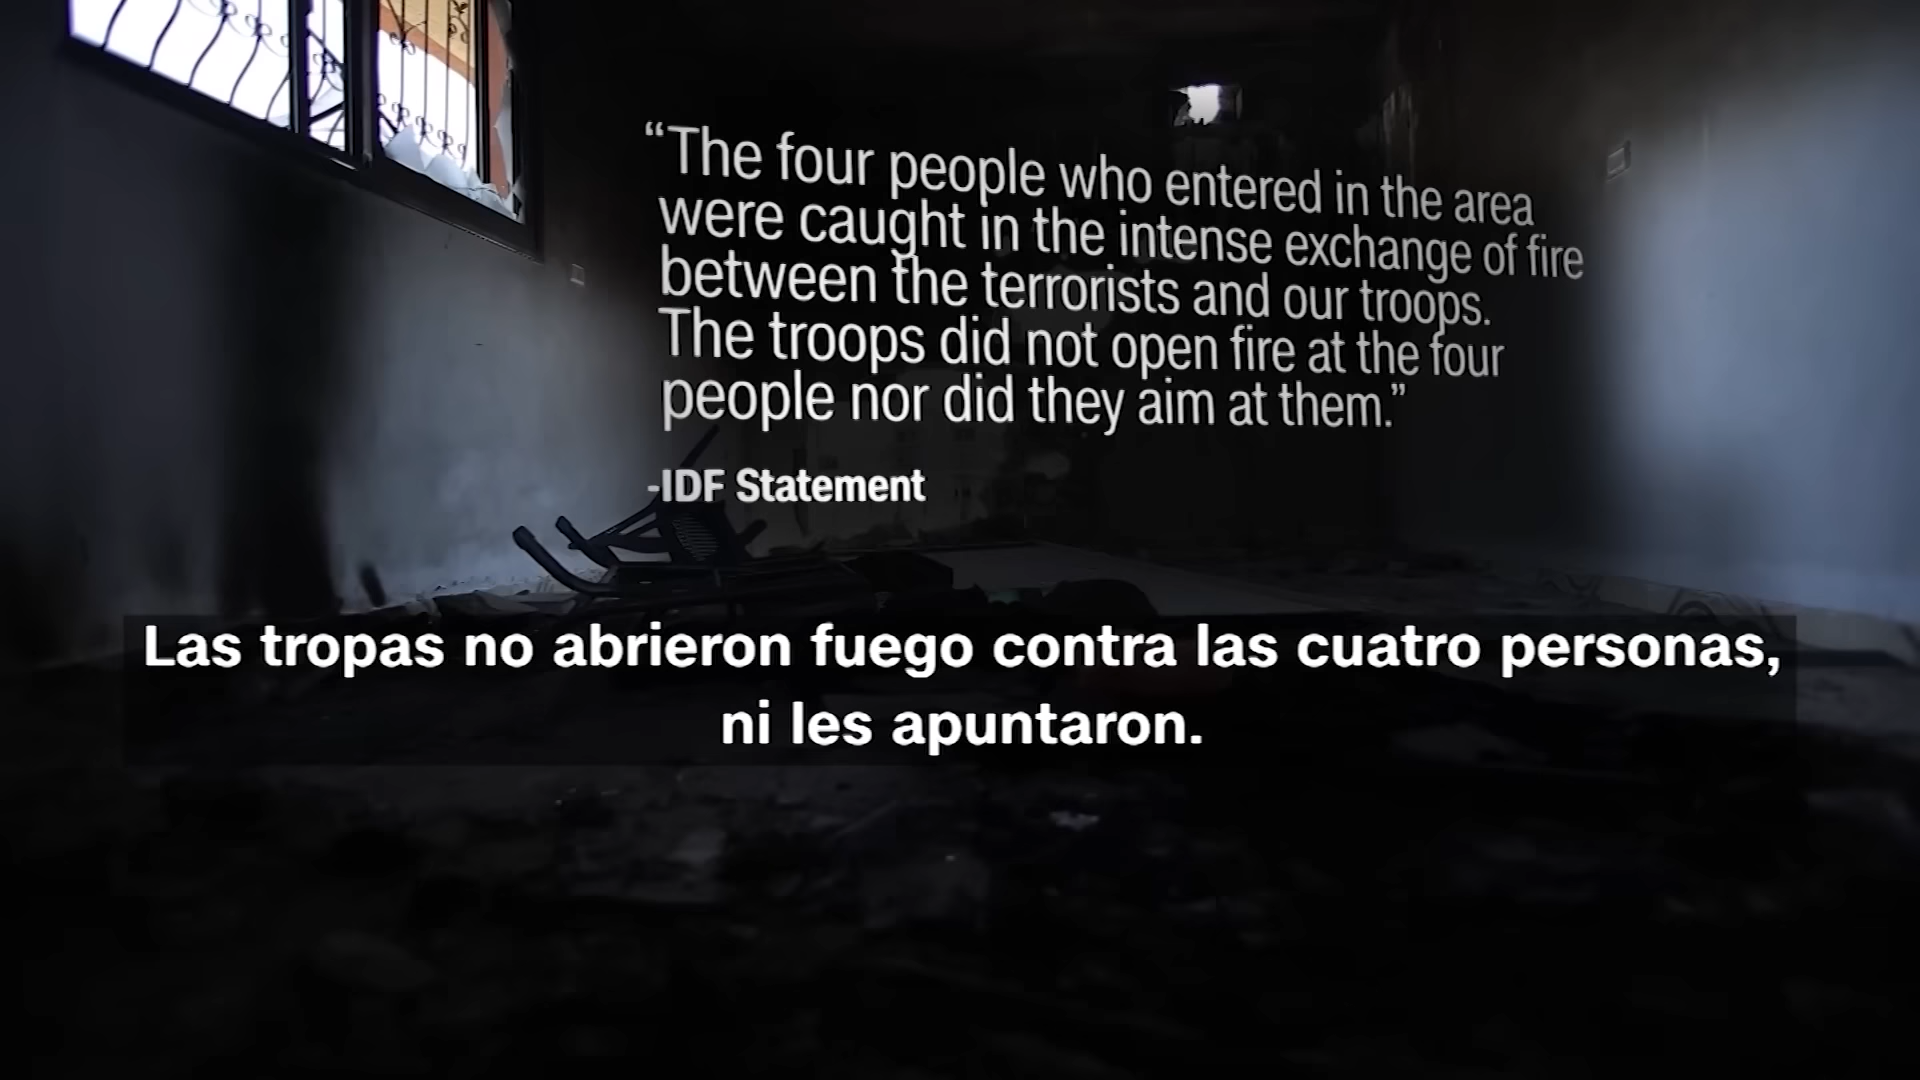 “The four people who entered in the area
were caught in the intense exchange of fire
between the terrorists and our troops.
The troops did not open fire at the four
people nor did they aim at them.”
-IDF Statement
Las tropas no abrieron fuego contra las cuatro personas,
ni les apuntaron.